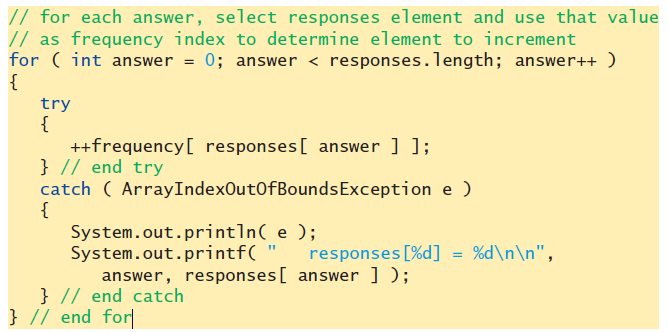 // for each answer, select responses element and use that value
// as frequency index to determine element to increment
for ( int answer = 0; answer < responses.length; answer++ )
{
   try
   {
      ++frequency[ responses[ answer ] ];
   } // end try
   catch ( ArrayIndexOutOfBoundsException e )
   {
      System.out.println( e );
      System.out.printf( "   responses[%d] = %d\n\n",
         answer, responses[ answer ] );
   } // end catch
} // end for